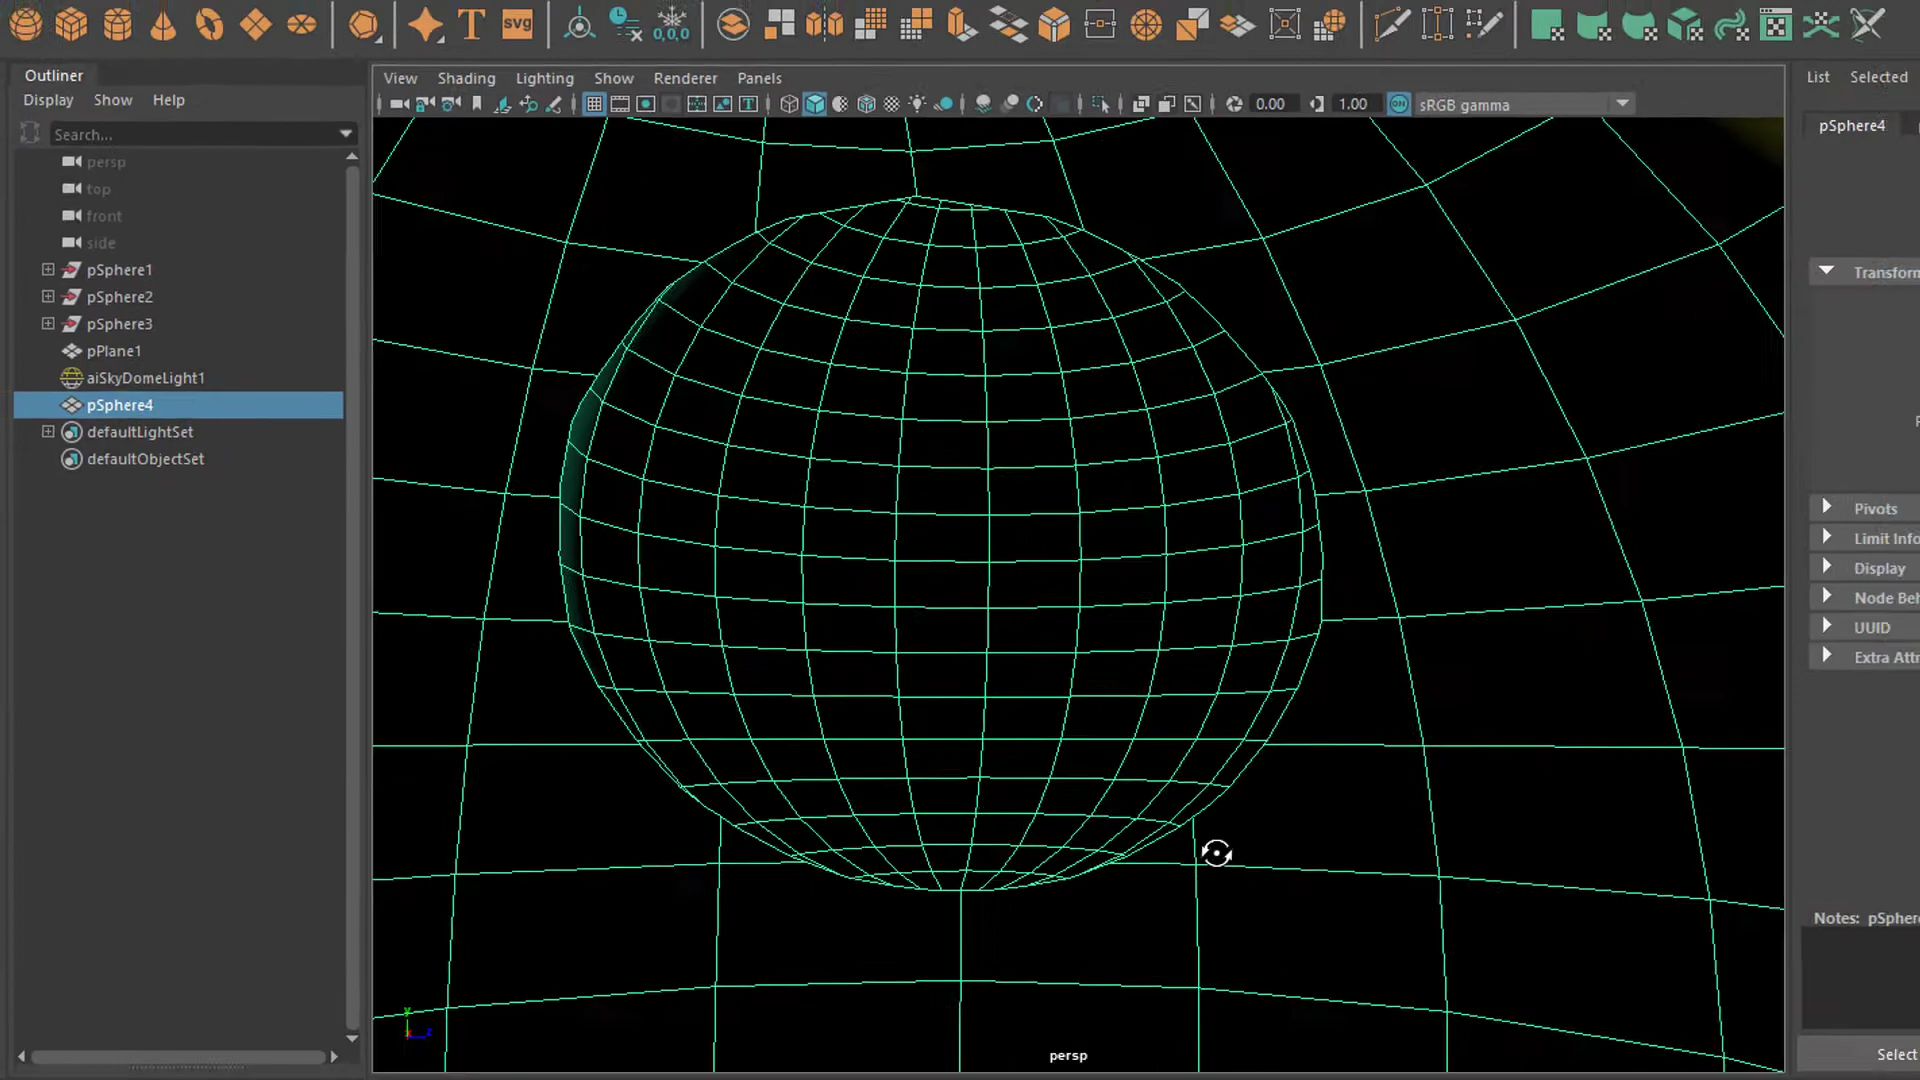 T
svg
0,0,0
Outliner
Display Show Help
Search...
persp
top
front
side
pSphere1
pSphere2
pSphere3
pPlane1
aiSkyDomeLight1
pSphere4
defaultLightSet
defaultObjectSet
View Shading Lighting Show Renderer Panels
T 0.00 1.00 ON sRGB gamma
persp
y
z
List Selected
pSphere4
Transform
Pivots
Limit Info
Display
Node Beh
UUID
Extra Attr
Notes: pSphere
Select